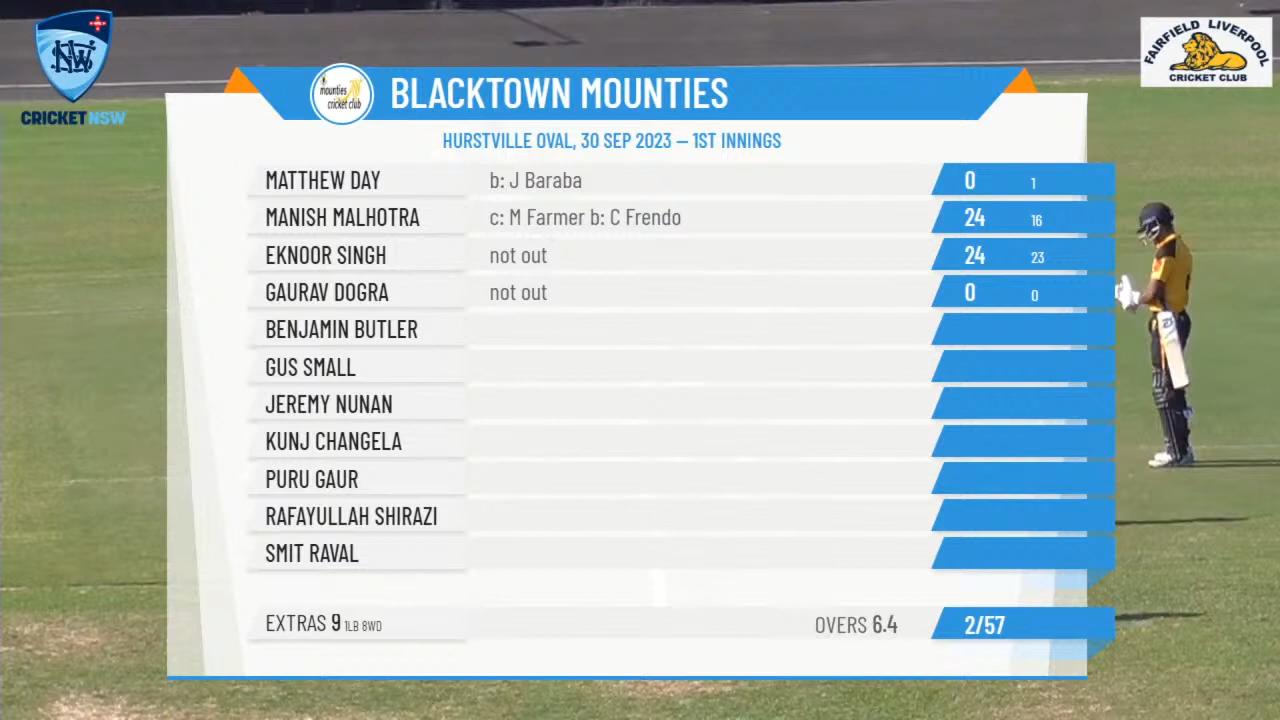 CRICKET NSW
FAIRFIELD LIVERPOOL
CRICKET CLUB
mounties
cricket club
BLACKTOWN MOUNTIES
HURSTVILLE OVAL, 30 SEP 2023 – 1ST INNINGS
MATTHEW DAY b: J Baraba 0 1
MANISH MALHOTRA c: M Farmer b: C Frendo 24 16
EKNOOR SINGH not out 24 23
GAURAV DOGRA not out 0 0
BENJAMIN BUTLER
GUS SMALL
JEREMY NUNAN
KUNJ CHANGELA
PURU GAUR
RAFAYULLAH SHIRAZI
SMIT RAVAL
EXTRAS 9 1LB 8WD OVERS 6.4 2/57